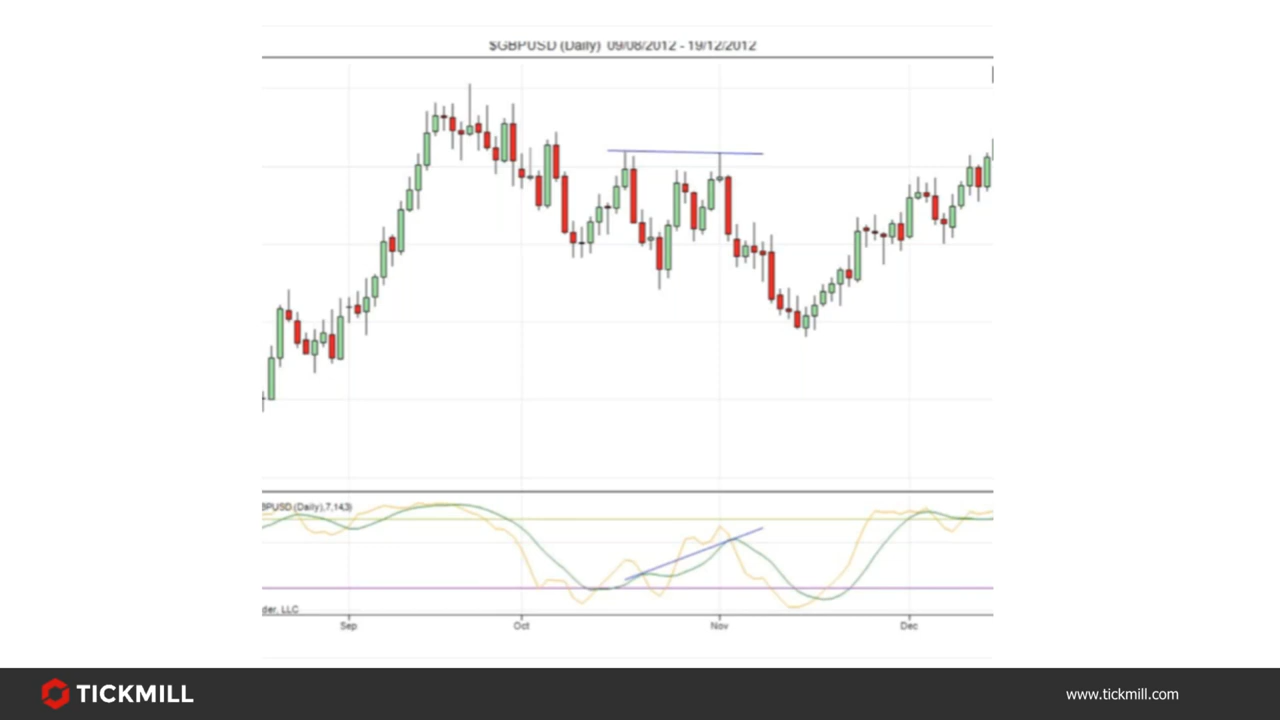 $GBPUSD (Daily) 09/08/2012 - 19/12/2012
BPUSD (Daily),7,14,3)
der, LLC
Sep Oct Nov Dec
TICKMILL www.tickmill.com